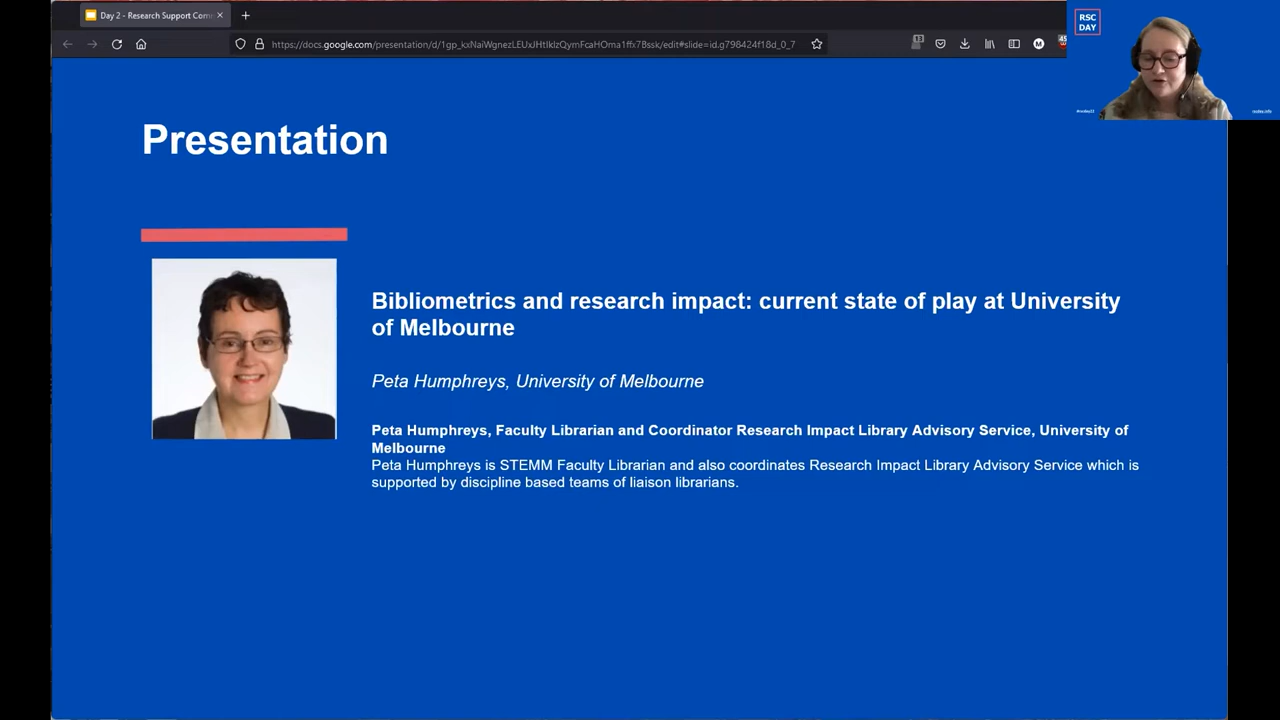 Day 2 - Research Support Com
https://docs.google.com/presentation/d/1gp_kxNaiWgnezLEUxJHtIklzQymFcaHOma1ffx7Bssk/edit#slide=id.g798424f18d_0_7
RSC
DAY
Presentation
Bibliometrics and research impact: current state of play at University
of Melbourne
Peta Humphreys, University of Melbourne
Peta Humphreys, Faculty Librarian and Coordinator Research Impact Library Advisory Service, University of
Melbourne
Peta Humphreys is STEMM Faculty Librarian and also coordinates Research Impact Library Advisory Service which is
supported by discipline based teams of liaison librarians.